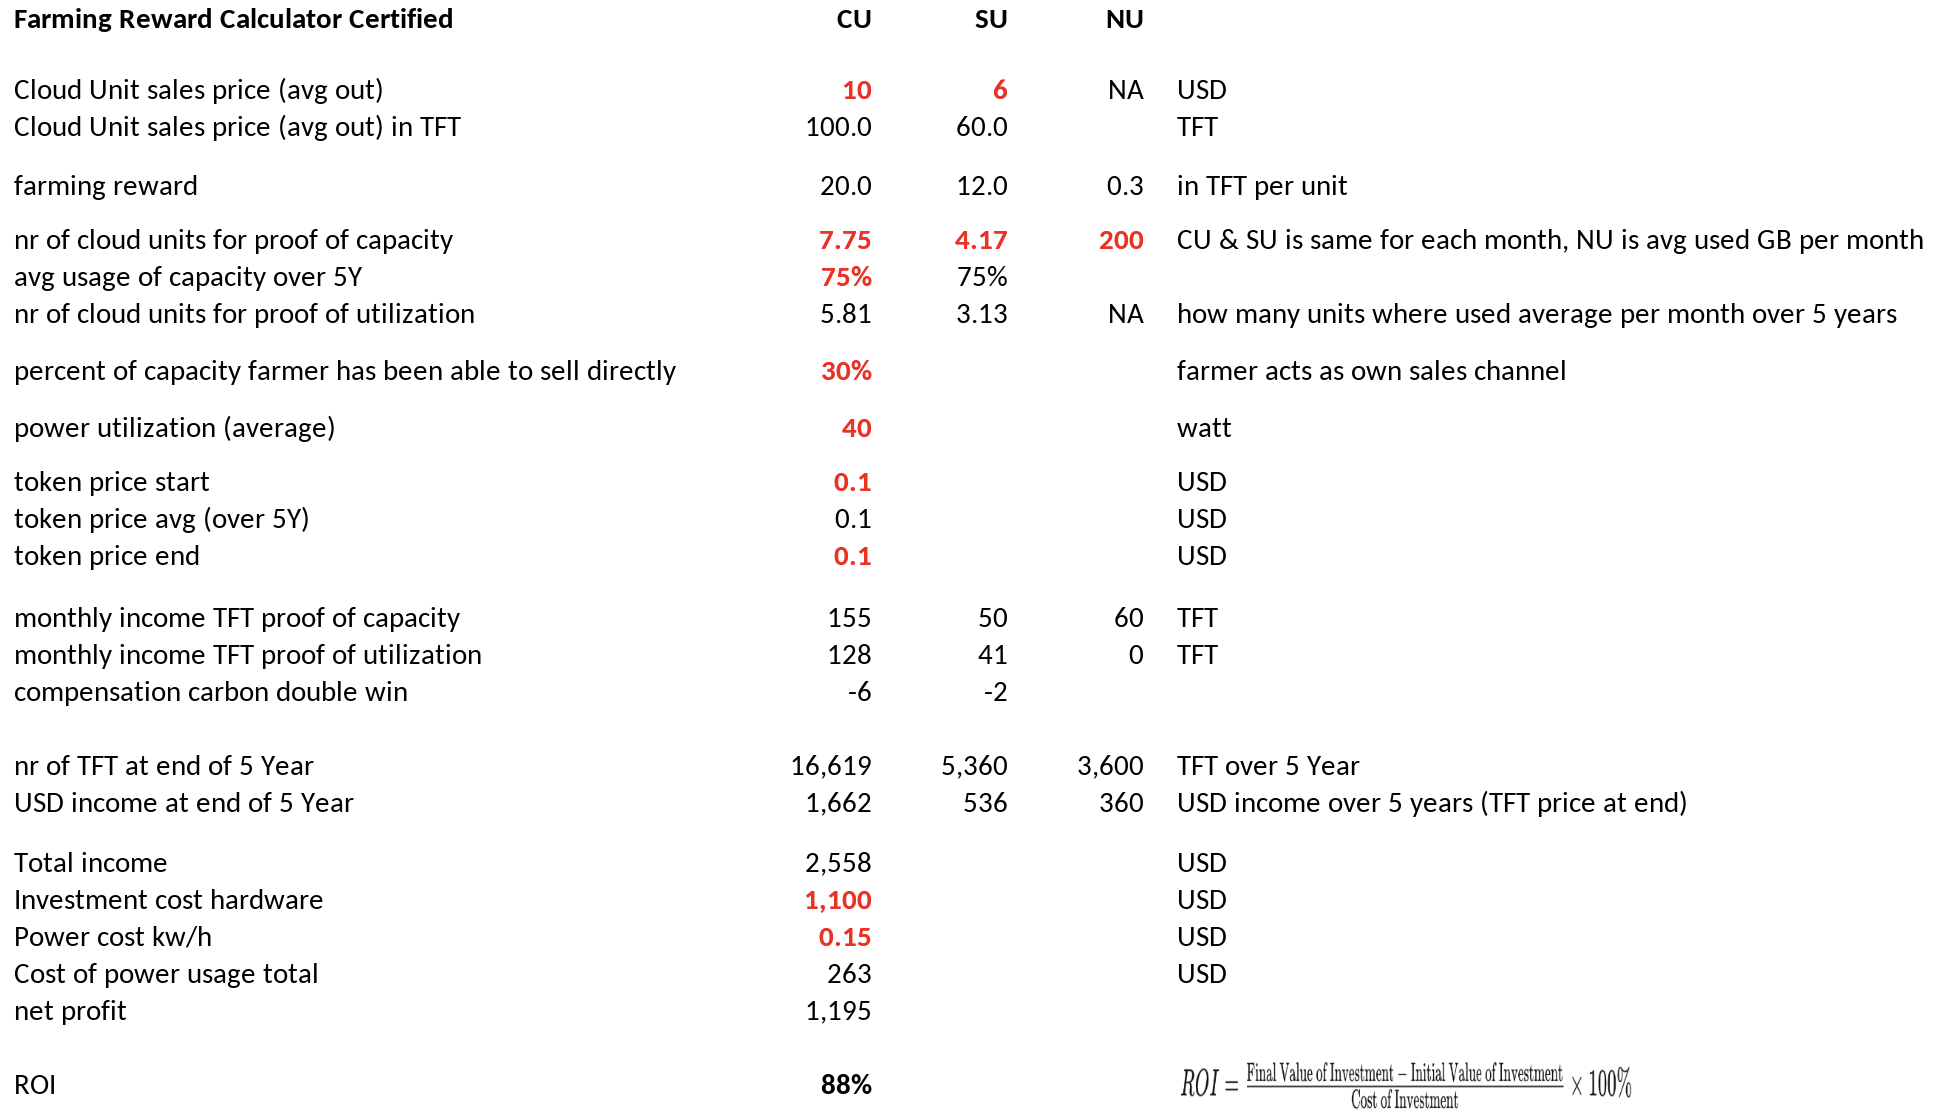 Farming Reward Calculator Certified CU SU NU
Cloud Unit sales price (avg out) 10 6 NA USD
Cloud Unit sales price (avg out) in TFT 100.0 60.0 TFT
farming reward 20.0 12.0 0.3 in TFT per unit
nr of cloud units for proof of capacity 7.75 4.17 200 CU & SU is same for each month, NU is avg used GB per month
avg usage of capacity over 5Y 75% 75%
nr of cloud units for proof of utilization 5.81 3.13 NA how many units where used average per month over 5 years
percent of capacity farmer has been able to sell directly 30% farmer acts as own sales channel
power utilization (average) 40 watt
token price start 0.1 USD
token price avg (over 5Y) 0.1 USD
token price end 0.1 USD
monthly income TFT proof of capacity 155 50 60 TFT
monthly income TFT proof of utilization 128 41 0 TFT
compensation carbon double win -6 -2
nr of TFT at end of 5 Year 16,619 5,360 3,600 TFT over 5 Year
USD income at end of 5 Year 1,662 536 360 USD income over 5 years (TFT price at end)
Total income 2,558 USD
Investment cost hardware 1,100 USD
Power cost kw/h 0.15 USD
Cost of power usage total 263 USD
net profit 1,195
ROI 88% ROI = Final Value of Investment − Initial Value of Investment / Cost of Investment × 100%